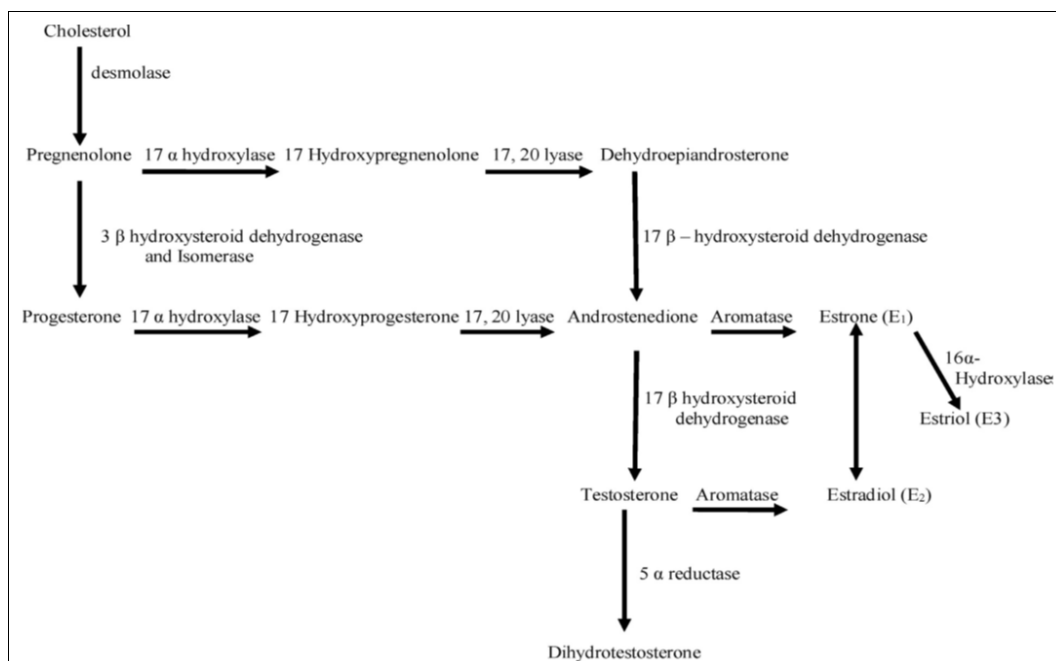 Cholesterol
desmolase
Pregnenolone 17 α hydroxylase 17 Hydroxypregnenolone 17, 20 lyase Dehydroepiandrosterone
3 β hydroxysteroid dehydrogenase
and Isomerase
17 β – hydroxysteroid dehydrogenase
Progesterone 17 α hydroxylase 17 Hydroxyprogesterone 17, 20 lyase Androstenedione Aromatase Estrone (E₁)
16α-
Hydroxylase
17 β hydroxysteroid
dehydrogenase
Estriol (E3)
Testosterone Aromatase Estradiol (E₂)
5 α reductase
Dihydrotestosterone